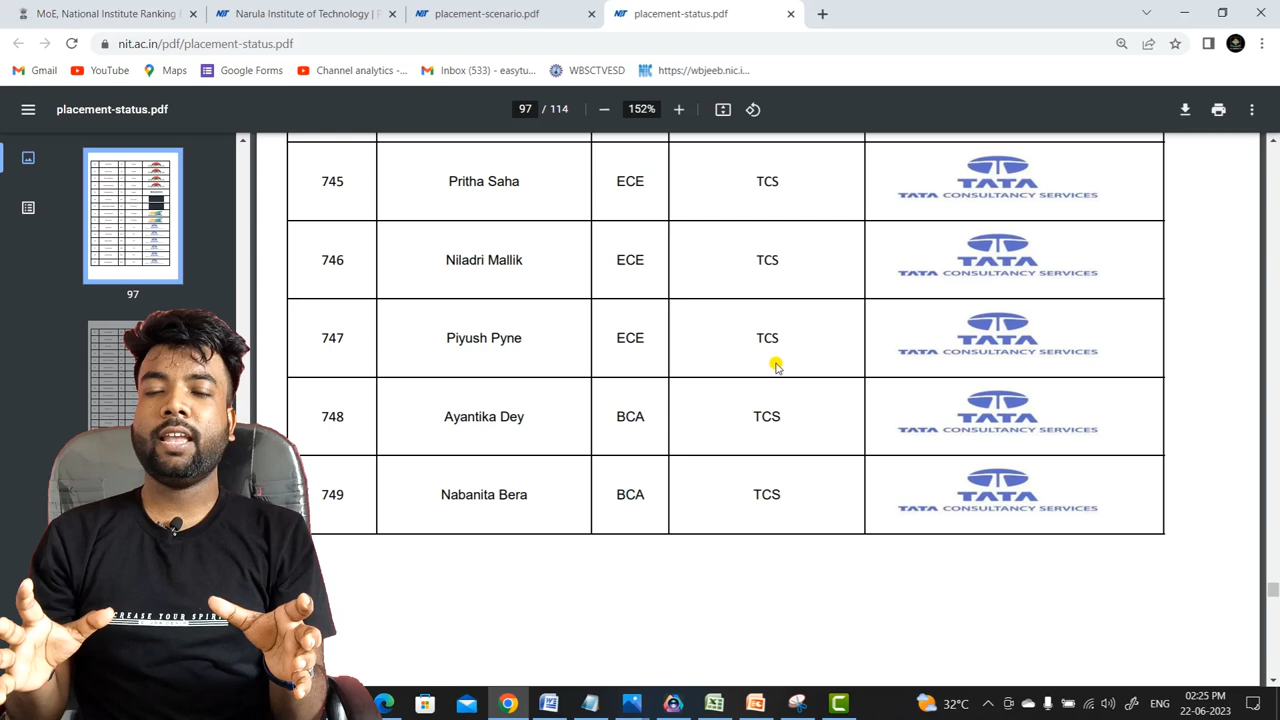 MoE, National Institute Ranking
Narula Institute of Technology | P
placement-scenario.pdf
placement-status.pdf
nit.ac.in/pdf/placement-status.pdf
Gmail
YouTube
Maps
Google Forms
Channel analytics -...
Inbox (533) - easytu...
WBSCTVESD
https://wbjeeb.nic.i...
placement-status.pdf
97 / 114
152%
745 Pritha Saha ECE TCS TATA
TATA CONSULTANCY SERVICES
746 Niladri Mallik ECE TCS TATA
TATA CONSULTANCY SERVICES
747 Piyush Pyne ECE TCS TATA
TATA CONSULTANCY SERVICES
748 Ayantika Dey BCA TCS TATA
TATA CONSULTANCY SERVICES
749 Nabanita Bera BCA TCS TATA
TATA CONSULTANCY SERVICES
97
32°C
ENG
02:25 PM
22-06-2023